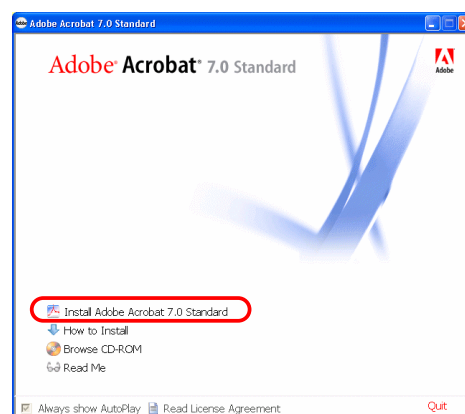 Adobe Adobe Acrobat 7.0 Standard
Adobe® Acrobat® 7.0 Standard
Adobe
Install Adobe Acrobat 7.0 Standard
How to Install
Browse CD-ROM
Read Me
Always show AutoPlay Read License Agreement Quit